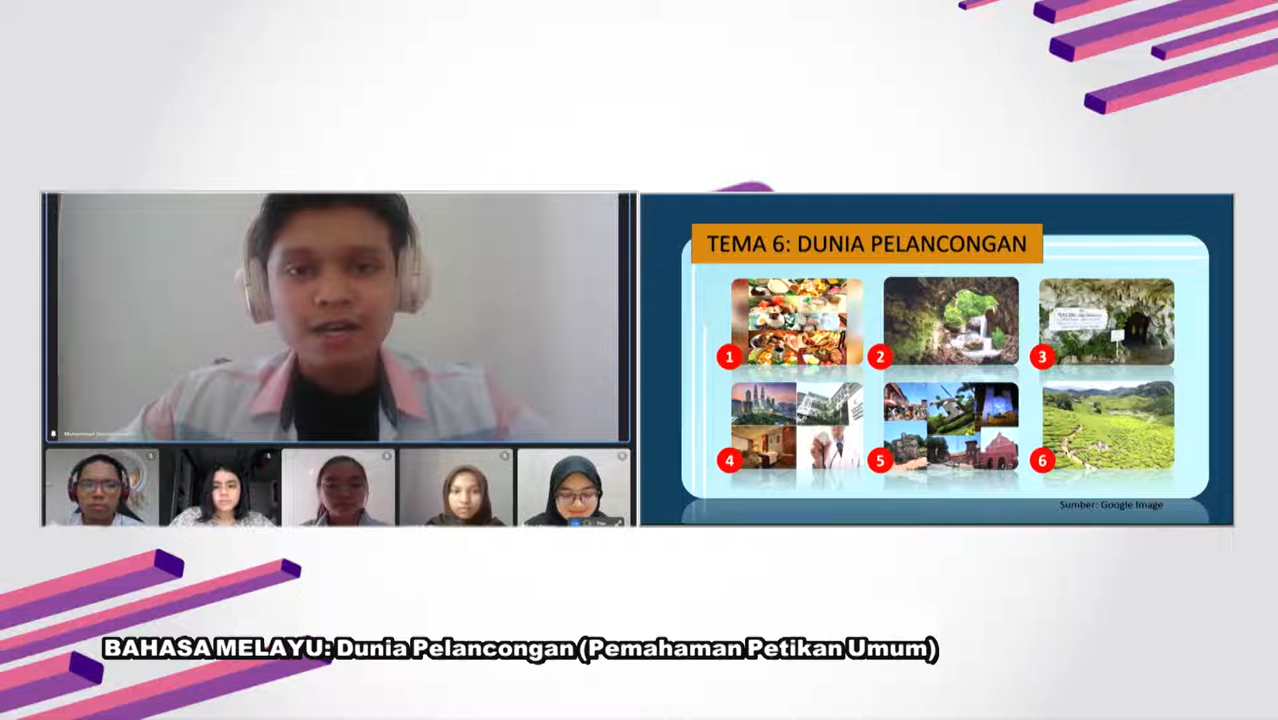 TEMA 6: DUNIA PELANCONGAN
1
2
3
4
5
6
Sumber: Google Image
BAHASA MELAYU: Dunia Pelancongan (Pemahaman Petikan Umum)